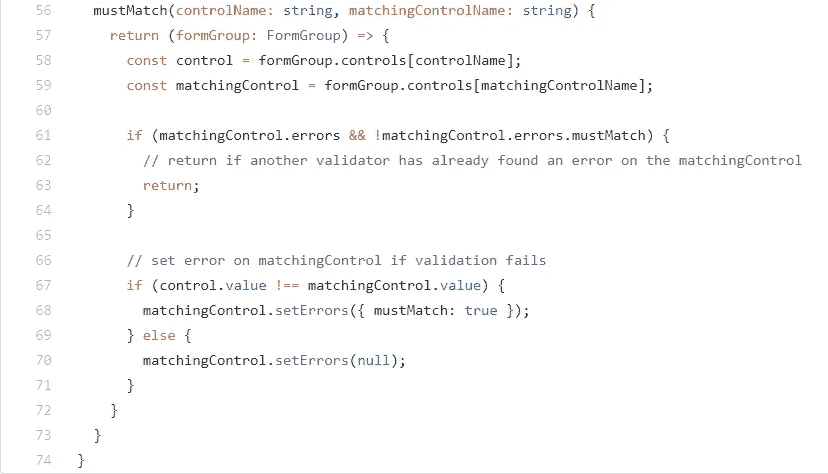 56 mustMatch(controlName: string, matchingControlName: string) {
57 return (formGroup: FormGroup) => {
58 const control = formGroup.controls[controlName];
59 const matchingControl = formGroup.controls[matchingControlName];
60
61 if (matchingControl.errors && !matchingControl.errors.mustMatch) {
62 // return if another validator has already found an error on the matchingControl
63 return;
64 }
65
66 // set error on matchingControl if validation fails
67 if (control.value !== matchingControl.value) {
68 matchingControl.setErrors({ mustMatch: true });
69 } else {
70 matchingControl.setErrors(null);
71 }
72 }
73 }
74 }